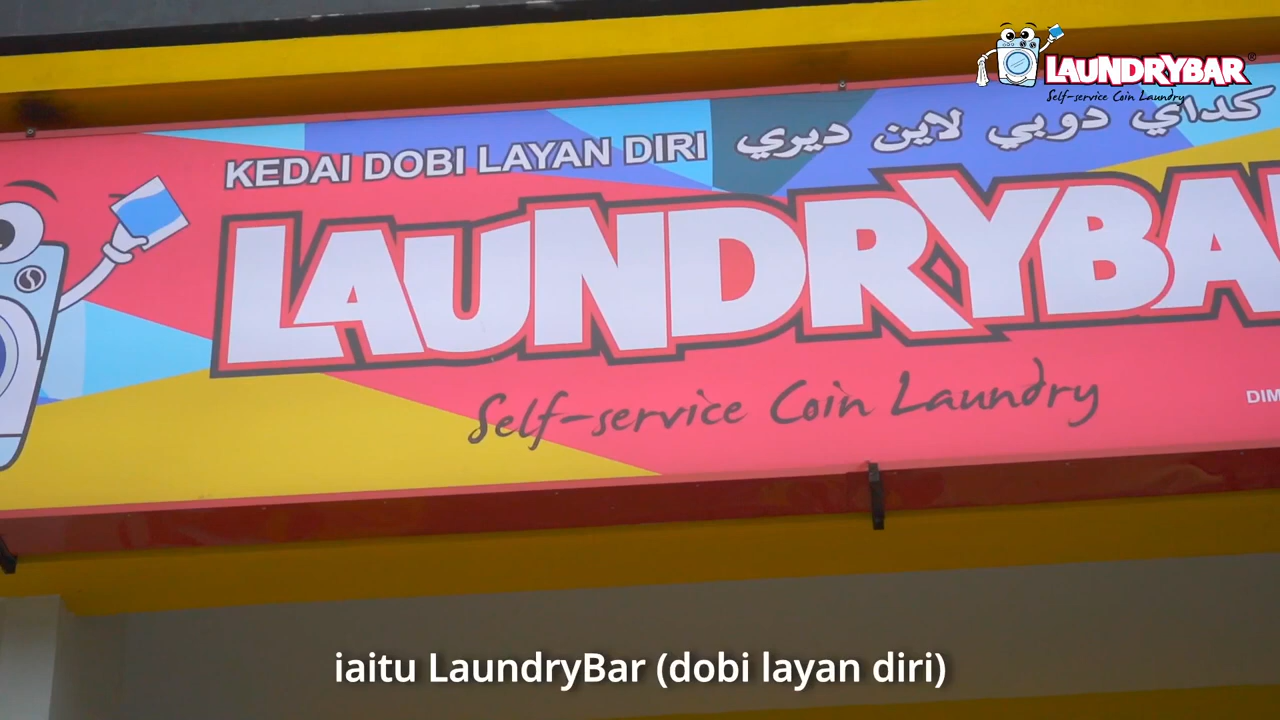 LAUNDRYBAR®
Self-service Coin Laundry
KEDAI DOBI LAYAN DIRI
كداي دوبي لاين ديري
LAUNDRYBA
Self-service Coin Laundry
DIM
iaitu LaundryBar (dobi layan diri)